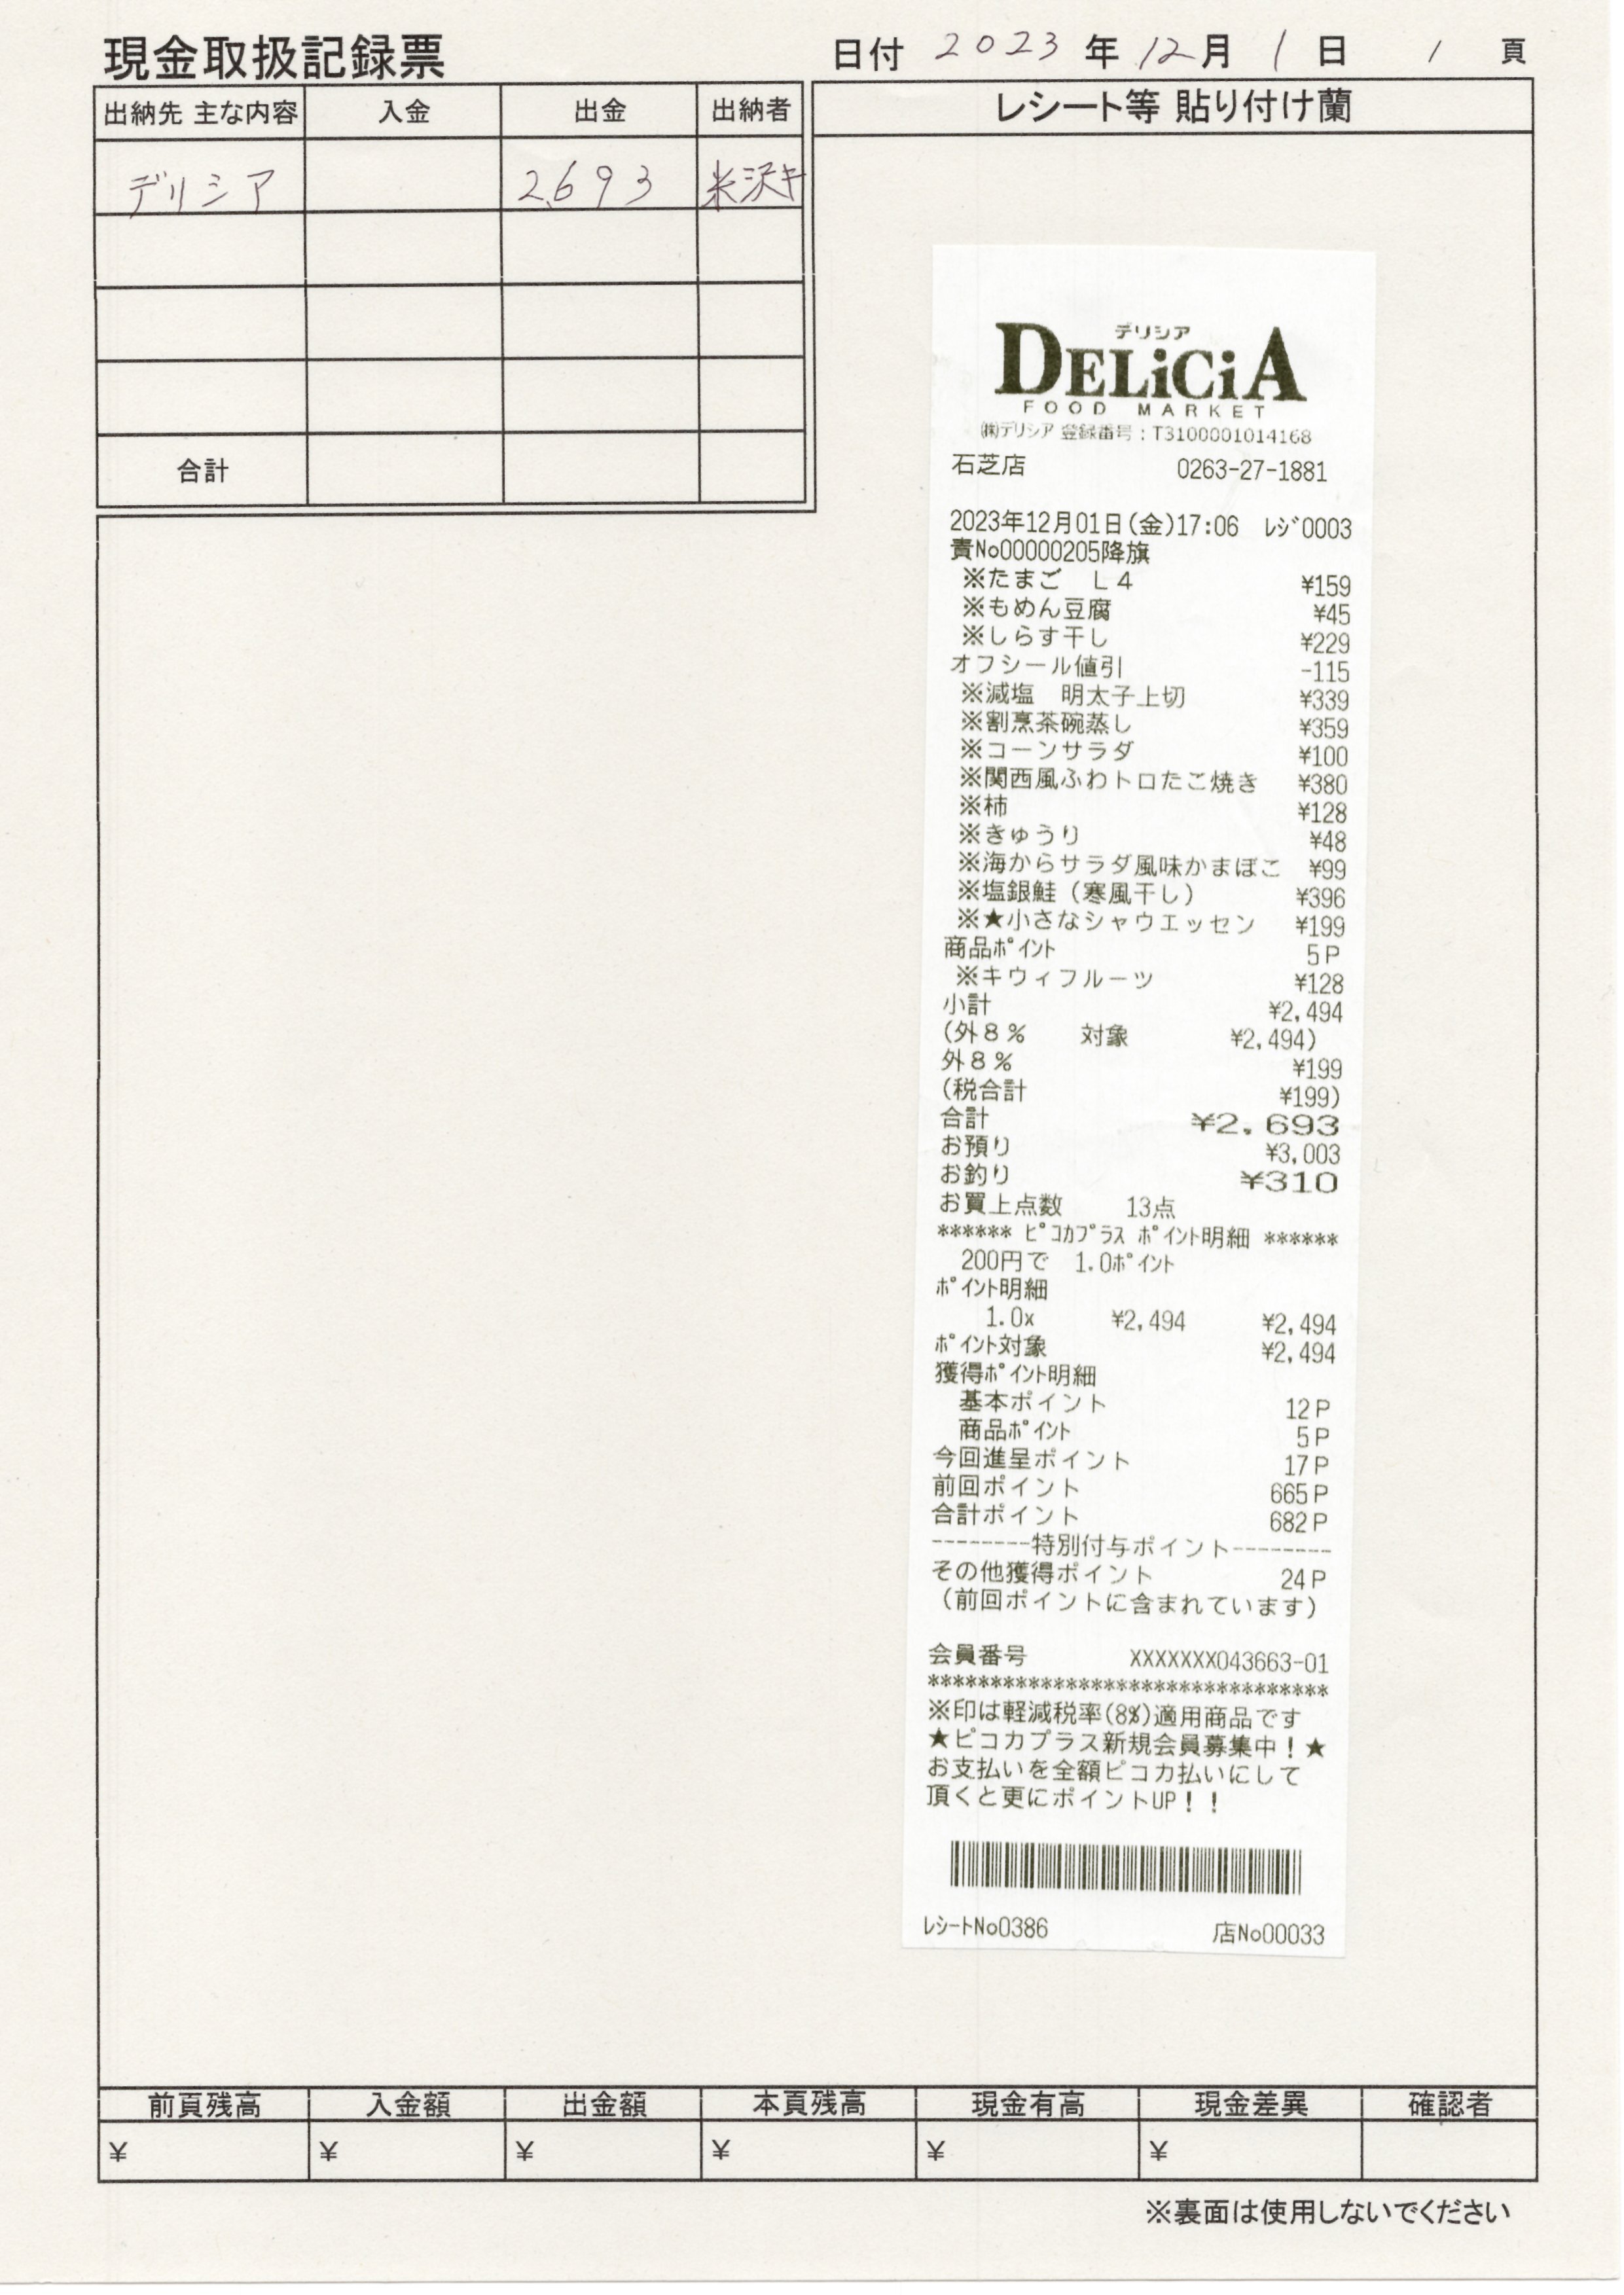 現金取扱記録票
日付 2023 年 12 月 1 日 1 頁
出納先 主な内容 入金 出金 出納者
デリシア 2,693 米沢キ
合計
レシート等 貼り付け蘭
デリシア
DELiCiA
FOOD MARKET
㈱デリシア 登録番号：T3100001014168
石芝店 0263-27-1881
2023年12月01日(金)17:06 ﾚｼﾞ0003
責No00000205降旗
※たまご　Ｌ４ ¥159
※もめん豆腐 ¥45
※しらす干し ¥229
オフシール値引 -115
※減塩　明太子上切 ¥339
※割烹茶碗蒸し ¥359
※コーンサラダ ¥100
※関西風ふわトロたこ焼き ¥380
※柿 ¥128
※きゅうり ¥48
※海からサラダ風味かまぼこ ¥99
※塩銀鮭（寒風干し） ¥396
※★小さなシャウエッセン ¥199
商品ﾎﾟｲﾝﾄ 5P
※キウィフルーツ ¥128
小計 ¥2,494
(外８％ 対象 ¥2,494)
外８％ ¥199
(税合計 ¥199)
合計 ¥2,693
お預り ¥3,003
お釣り ¥310
お買上点数 13点
****** ﾋﾟｺｶﾌﾟﾗｽ ﾎﾟｲﾝﾄ明細 ******
200円で 1.0ﾎﾟｲﾝﾄ
ﾎﾟｲﾝﾄ明細
1.0x ¥2,494 ¥2,494
ﾎﾟｲﾝﾄ対象 ¥2,494
獲得ﾎﾟｲﾝﾄ明細
基本ポイント 12P
商品ﾎﾟｲﾝﾄ 5P
今回進呈ポイント 17P
前回ポイント 665P
合計ポイント 682P
--------特別付与ポイント--------
その他獲得ポイント 24P
（前回ポイントに含まれています）
会員番号 XXXXXXX043663-01
********************************
※印は軽減税率(8%)適用商品です
★ピコカプラス新規会員募集中！★
お支払いを全額ピコカ払いにして
頂くと更にポイントUP！！
ﾚｼｰﾄNo0386 店No00033
前頁残高 入金額 出金額 本頁残高 現金有高 現金差異 確認者
¥ ¥ ¥ ¥ ¥ ¥
※裏面は使用しないでください